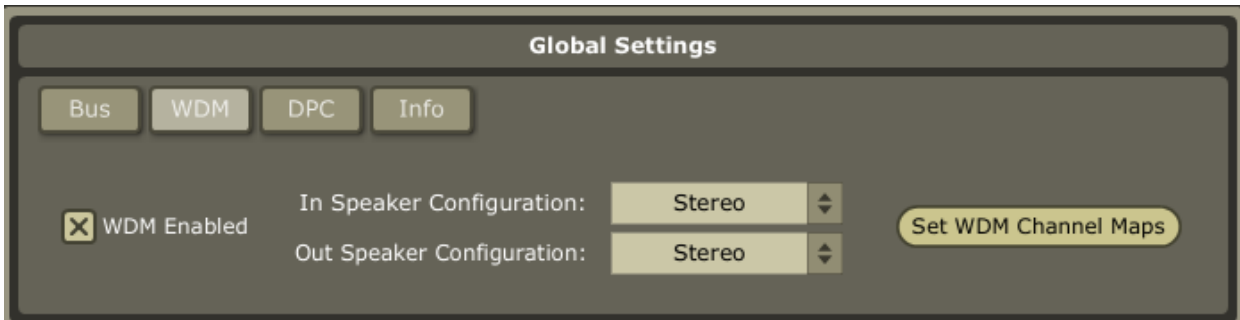 Global Settings
Bus WDM DPC Info
WDM Enabled
In Speaker Configuration: Stereo
Out Speaker Configuration: Stereo
Set WDM Channel Maps